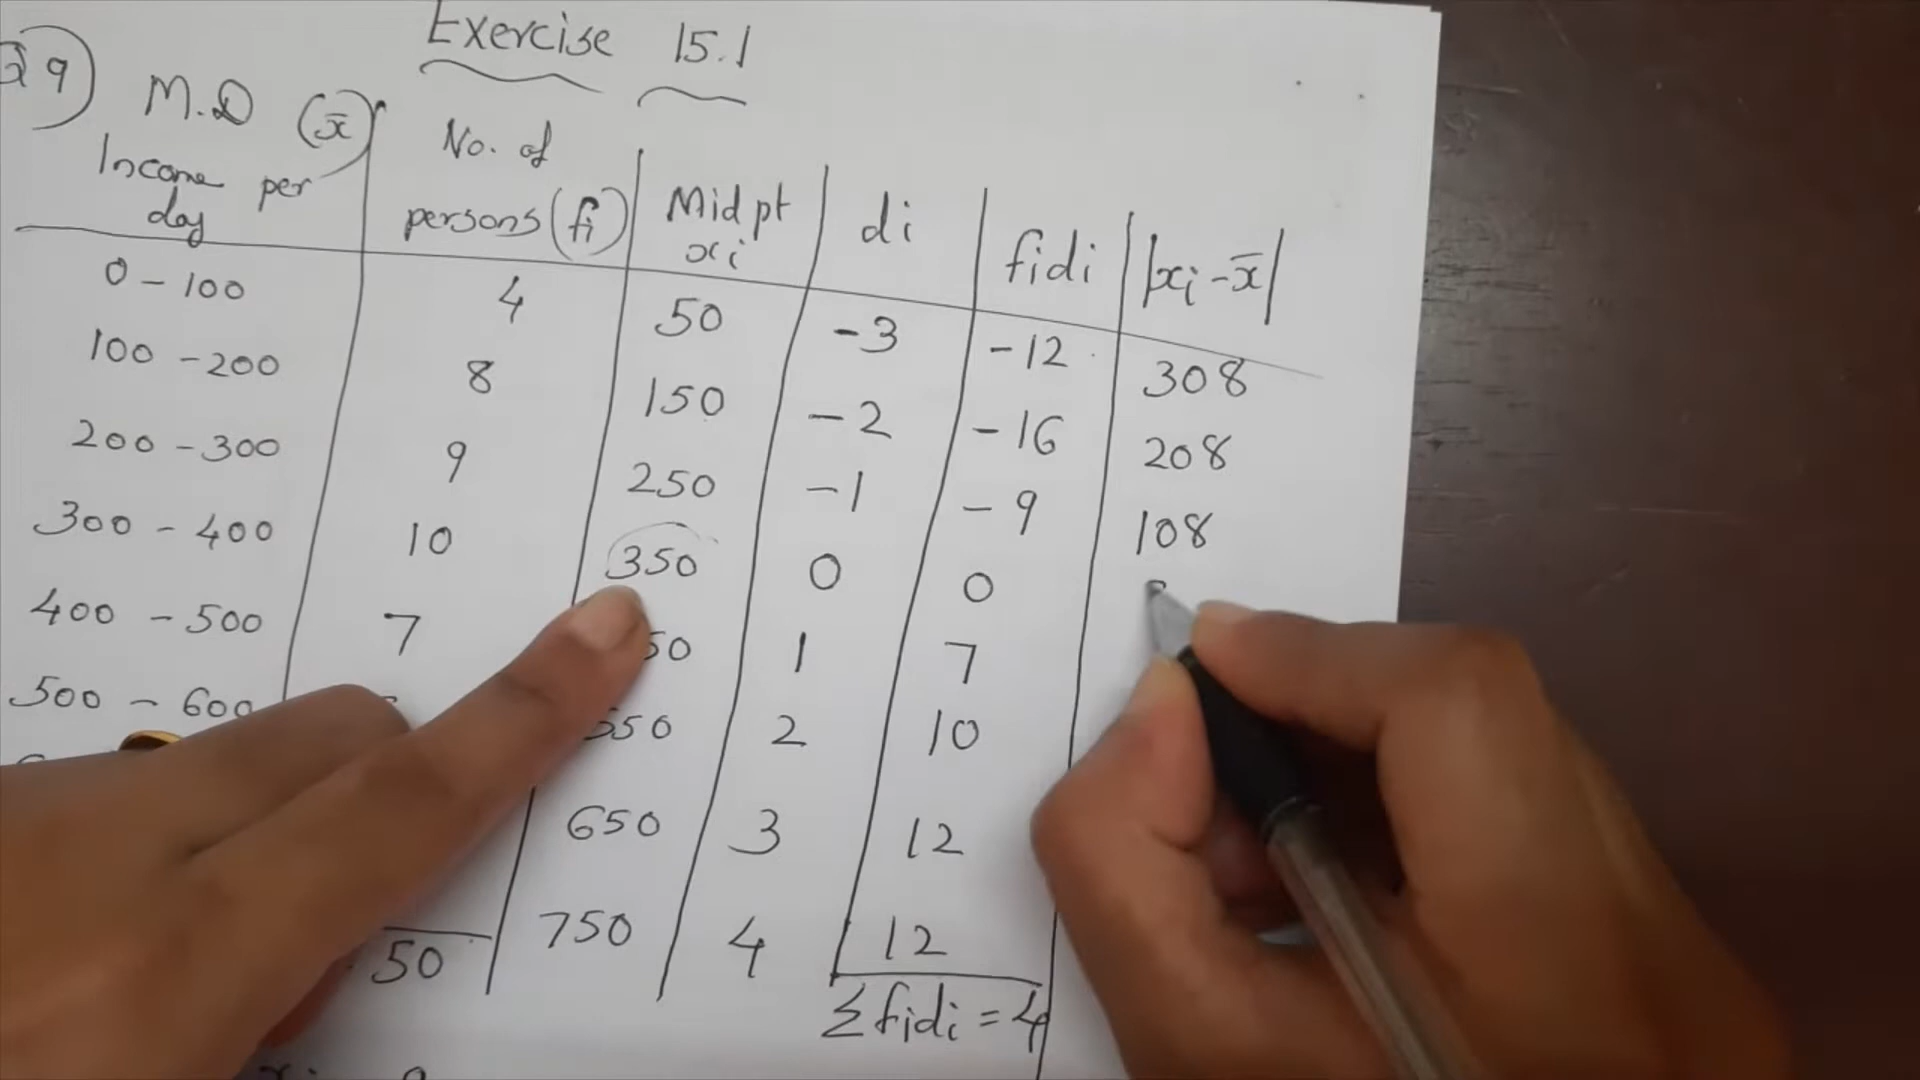 Exercise 15.1
Q9 M.D (x̄)
Income per day | No. of persons (fi) | Mid pt xi | di | fidi | |xi - x̄|
0 - 100 4 50 -3 -12 308
100 - 200 8 150 -2 -16 208
200 - 300 9 250 -1 -9 108
300 - 400 10 350 0 0
400 - 500 7 50 1 7
500 - 600 550 2 10
650 3 12
750 4 12
50 Σfidi = 4